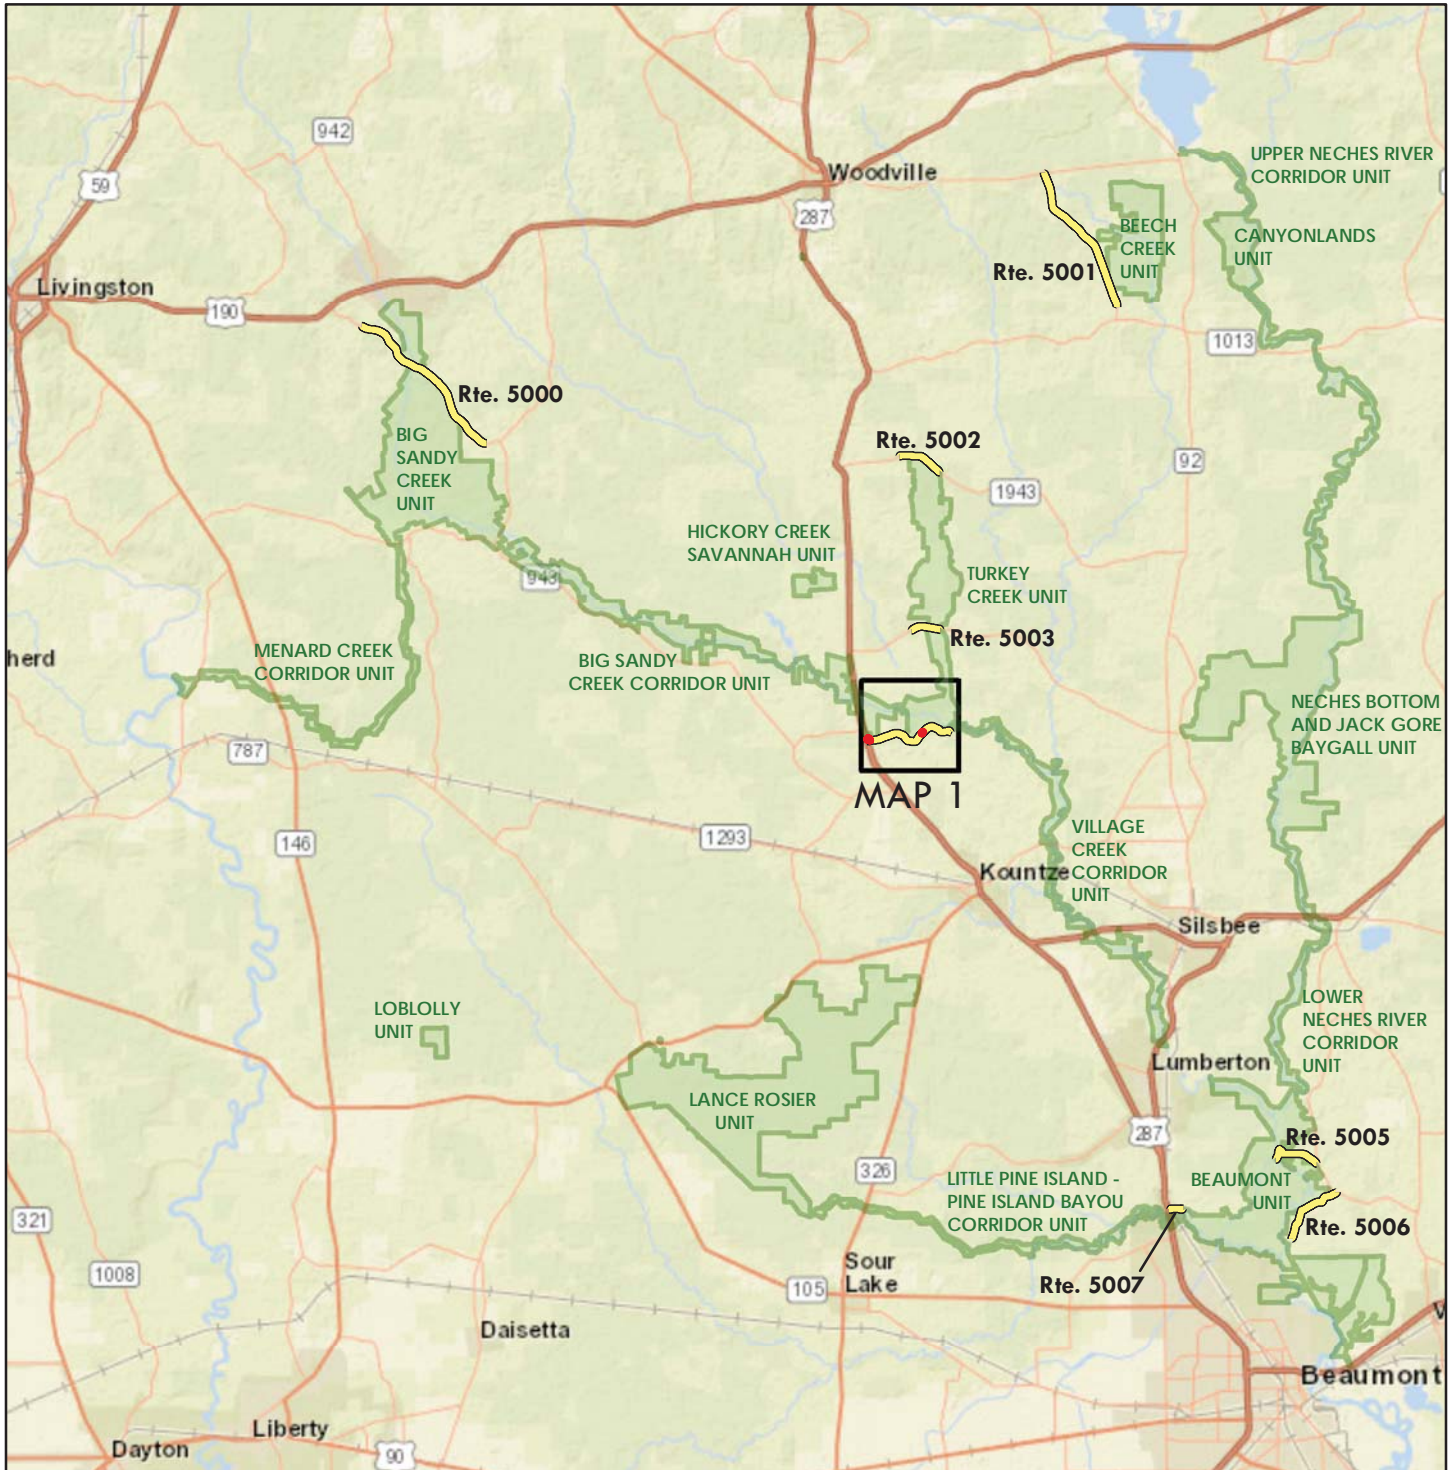 942
59
Woodville
287
UPPER NECHES RIVER
CORRIDOR UNIT
BEECH
CREEK
UNIT
CANYONLANDS
UNIT
Rte. 5001
Livingston
190
1013
Rte. 5000
BIG
SANDY
CREEK
UNIT
Rte. 5002
92
1943
HICKORY CREEK
SAVANNAH UNIT
943
TURKEY
CREEK UNIT
Rte. 5003
herd
MENARD CREEK
CORRIDOR UNIT
BIG SANDY
CREEK CORRIDOR UNIT
NECHES BOTTOM
AND JACK GORE
BAYGALL UNIT
787
MAP 1
146
1293
VILLAGE
CREEK
CORRIDOR
UNIT
Kountze
Silsbee
LOBLOLLY
UNIT
LOWER
NECHES RIVER
CORRIDOR
UNIT
Lumberton
LANCE ROSIER
UNIT
287
Rte. 5005
326
LITTLE PINE ISLAND -
PINE ISLAND BAYOU
CORRIDOR UNIT
BEAUMONT
UNIT
Rte. 5006
321
1008
Sour
Lake
105
Rte. 5007
Daisetta
V
Beaumont
Liberty
Dayton
90